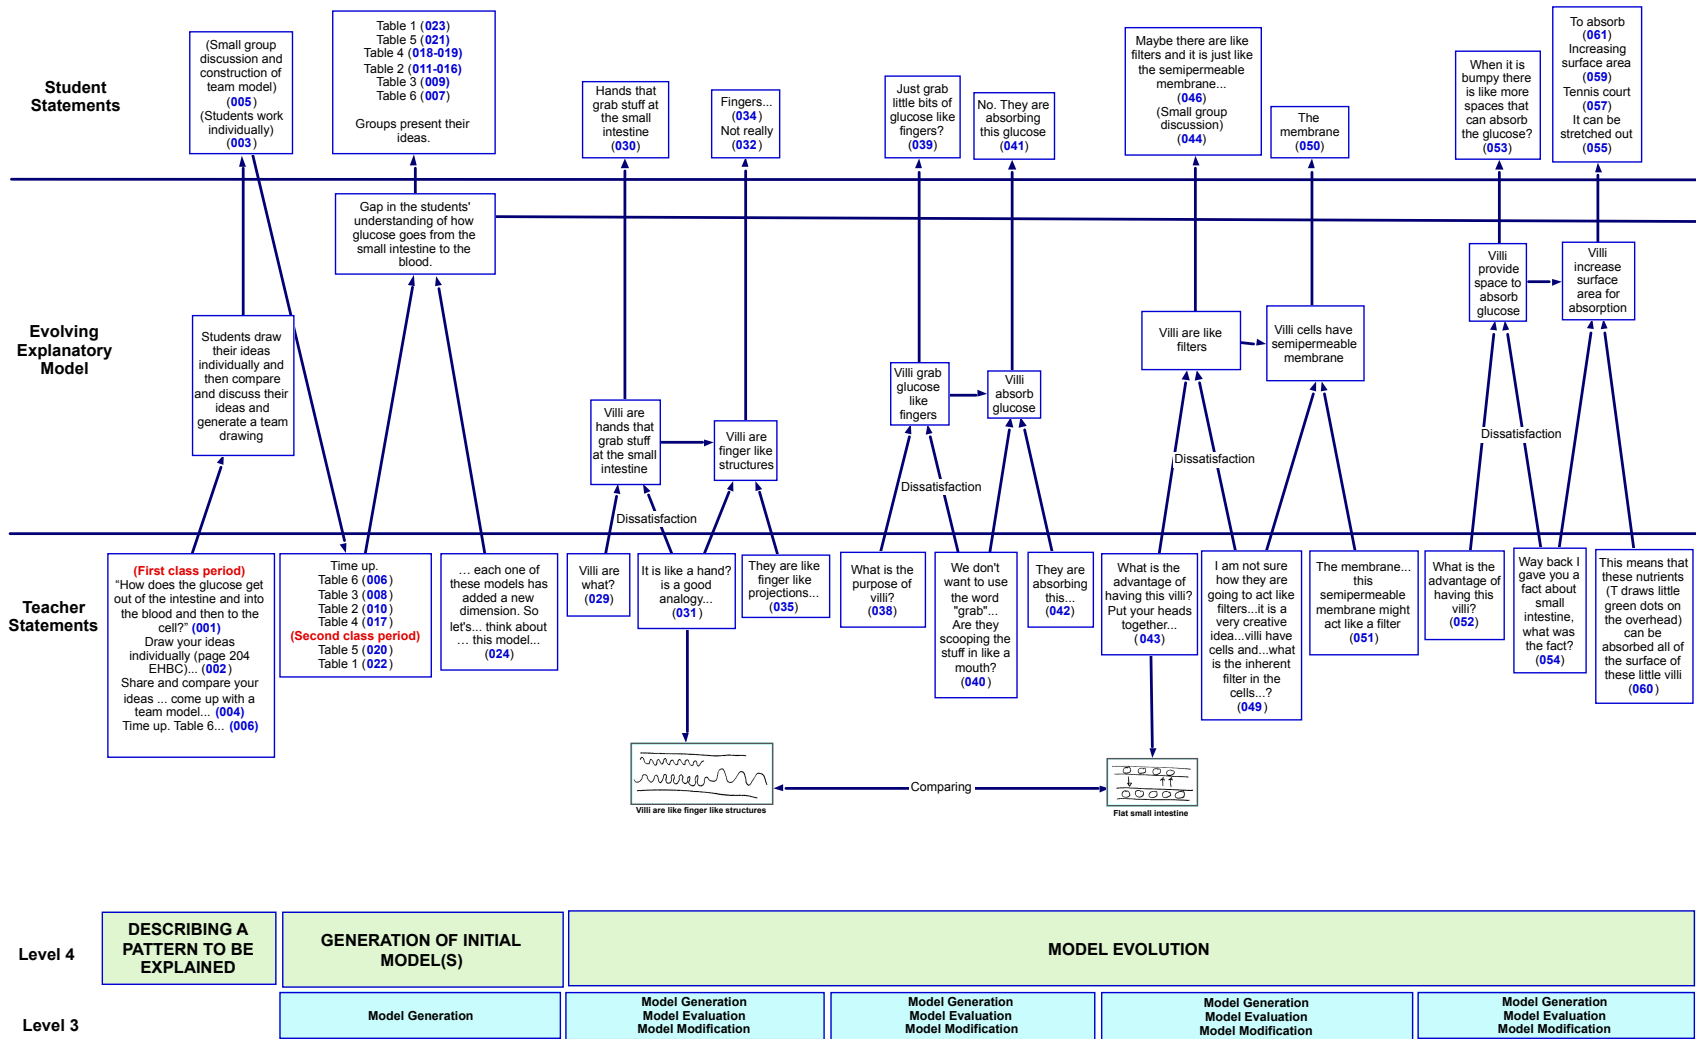 Student
Statements
(Small group
discussion and
construction of
team model)
(005)
(Students work
individually)
(003)
Table 1 (023)
Table 5 (021)
Table 4 (018-019)
Table 2 (011-016)
Table 3 (009)
Table 6 (007)
Groups present their
ideas.
Hands that
grab stuff at
the small
intestine
(030)
Fingers...
(034)
Not really
(032)
Just grab
little bits of
glucose like
fingers?
(039)
No. They are
absorbing
this glucose
(041)
Maybe there are like
filters and it is just like
the semipermeable
membrane...
(046)
(Small group
discussion)
(044)
The
membrane
(050)
When it is
bumpy there
is like more
spaces that
can absorb
the glucose?
(053)
To absorb
(061)
Increasing
surface area
(059)
Tennis court
(057)
It can be
stretched out
(055)
Evolving
Explanatory
Model
Students draw
their ideas
individually and
then compare
and discuss their
ideas and
generate a team
drawing
Gap in the students'
understanding of how
glucose goes from the
small intestine to the
blood.
Villi are
hands that
grab stuff
at the small
intestine
Villi are
finger like
structures
Dissatisfaction
Villi grab
glucose
like
fingers
Villi
absorb
glucose
Dissatisfaction
Villi are like
filters
Villi cells have
semipermeable
membrane
Dissatisfaction
Villi
provide
space to
absorb
glucose
Villi
increase
surface
area for
absorption
Dissatisfaction
Teacher
Statements
(First class period)
“How does the glucose get
out of the intestine and into
the blood and then to the
cell?” (001)
Draw your ideas
individually (page 204
EHBC)... (002)
Share and compare your
ideas ... come up with a
team model... (004)
Time up. Table 6... (006)
Time up.
Table 6 (006)
Table 3 (008)
Table 2 (010)
Table 4 (017)
(Second class period)
Table 5 (020)
Table 1 (022)
... each one of
these models has
added a new
dimension. So
let's... think about
... this model...
(024)
Villi are
what?
(029)
It is like a hand?
is a good
analogy...
(031)
They are like
finger like
projections...
(035)
What is the
purpose of
villi?
(038)
We don't
want to use
the word
"grab"...
Are they
scooping the
stuff in like a
mouth?
(040)
They are
absorbing
this...
(042)
What is the
advantage of
having this villi?
Put your heads
together...
(043)
I am not sure
how they are
going to act like
filters...it is a
very creative
idea...villi have
cells and...what
is the inherent
filter in the
cells...?
(049)
The membrane...
this
semipermeable
membrane might
act like a filter
(051)
What is the
advantage of
having this
villi?
(052)
Way back I
gave you a
fact about
small
intestine,
what was
the fact?
(054)
This means that
these nutrients
(T draws little
green dots on
the overhead)
can be
absorbed all of
the surface of
these little villi
(060)
Villi are like finger like structures
Comparing
Flat small intestine
Level 4
DESCRIBING A
PATTERN TO BE
EXPLAINED
GENERATION OF INITIAL
MODEL(S)
MODEL EVOLUTION
Level 3
Model Generation
Model Generation
Model Evaluation
Model Modification
Model Generation
Model Evaluation
Model Modification
Model Generation
Model Evaluation
Model Modification
Model Generation
Model Evaluation
Model Modification